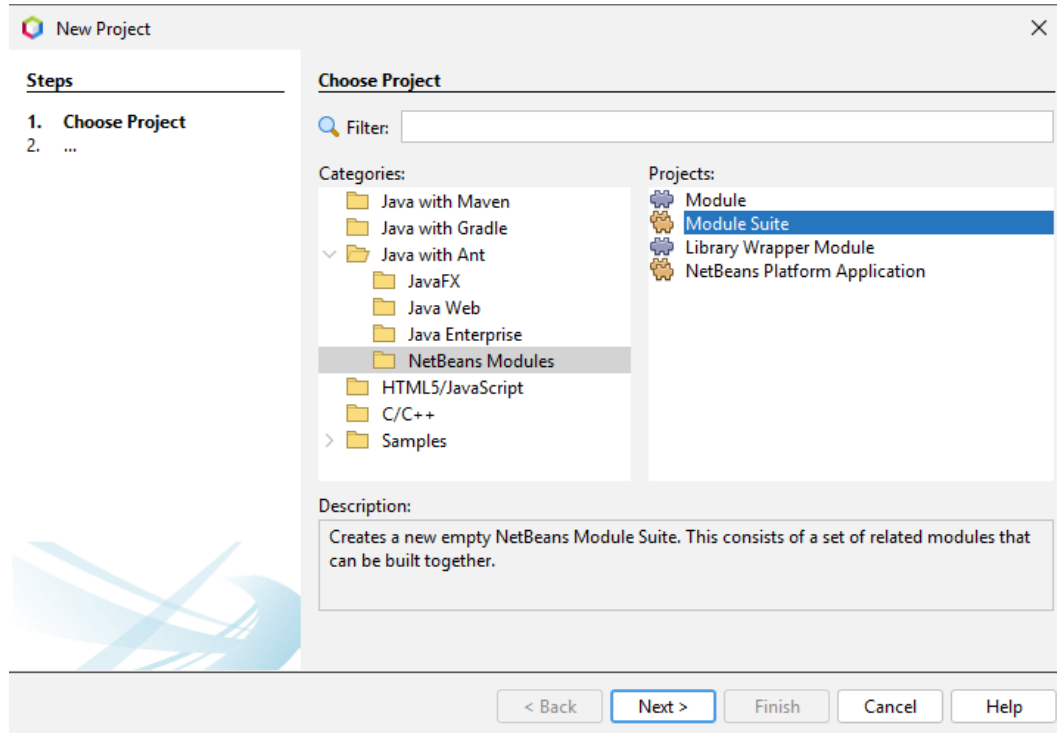 New Project
Steps
1. Choose Project
2. ...
Choose Project
Filter:
Categories:
Java with Maven
Java with Gradle
Java with Ant
JavaFX
Java Web
Java Enterprise
NetBeans Modules
HTML5/JavaScript
C/C++
Samples
Projects:
Module
Module Suite
Library Wrapper Module
NetBeans Platform Application
Description:
Creates a new empty NetBeans Module Suite. This consists of a set of related modules that
can be built together.
< Back
Next >
Finish
Cancel
Help